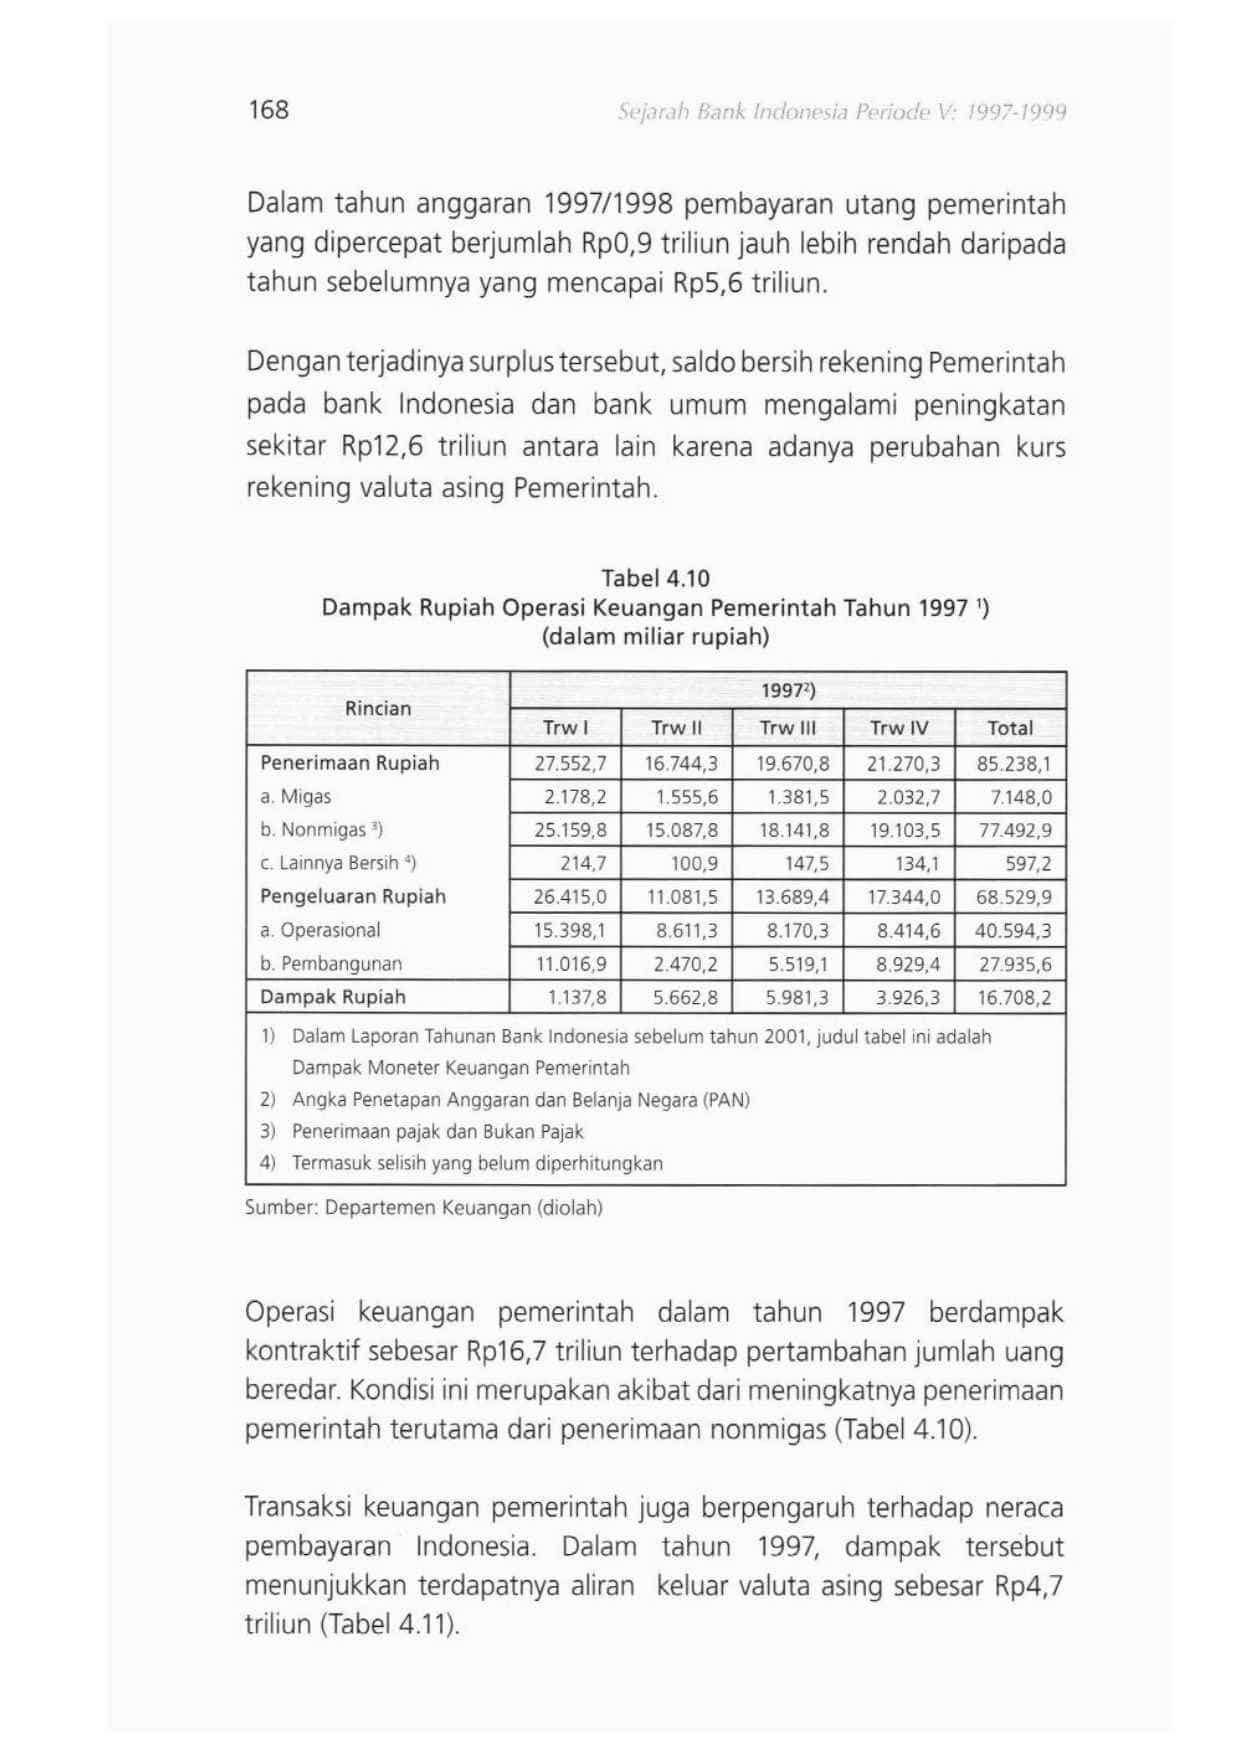 168 Sejarah Bank Indonesia Periode V: 1997-1999
Dalam tahun anggaran 1997/1998 pembayaran utang pemerintah
yang dipercepat berjumlah Rp0,9 triliun jauh lebih rendah daripada
tahun sebelumnya yang mencapai Rp5,6 triliun.
Dengan terjadinya surplus tersebut, saldo bersih rekening Pemerintah
pada bank Indonesia dan bank umum mengalami peningkatan
sekitar Rp12,6 triliun antara lain karena adanya perubahan kurs
rekening valuta asing Pemerintah.
Tabel 4.10
Dampak Rupiah Operasi Keuangan Pemerintah Tahun 1997 ¹)
(dalam miliar rupiah)
Rincian 1997²)
Trw I Trw II Trw III Trw IV Total
Penerimaan Rupiah 27.552,7 16.744,3 19.670,8 21.270,3 85.238,1
a. Migas 2.178,2 1.555,6 1.381,5 2.032,7 7.148,0
b. Nonmigas ³) 25.159,8 15.087,8 18.141,8 19.103,5 77.492,9
c. Lainnya Bersih ⁴) 214,7 100,9 147,5 134,1 597,2
Pengeluaran Rupiah 26.415,0 11.081,5 13.689,4 17.344,0 68.529,9
a. Operasional 15.398,1 8.611,3 8.170,3 8.414,6 40.594,3
b. Pembangunan 11.016,9 2.470,2 5.519,1 8.929,4 27.935,6
Dampak Rupiah 1.137,8 5.662,8 5.981,3 3.926,3 16.708,2
1) Dalam Laporan Tahunan Bank Indonesia sebelum tahun 2001, judul tabel ini adalah
Dampak Moneter Keuangan Pemerintah
2) Angka Penetapan Anggaran dan Belanja Negara (PAN)
3) Penerimaan pajak dan Bukan Pajak
4) Termasuk selisih yang belum diperhitungkan
Sumber: Departemen Keuangan (diolah)
Operasi keuangan pemerintah dalam tahun 1997 berdampak
kontraktif sebesar Rp16,7 triliun terhadap pertambahan jumlah uang
beredar. Kondisi ini merupakan akibat dari meningkatnya penerimaan
pemerintah terutama dari penerimaan nonmigas (Tabel 4.10).
Transaksi keuangan pemerintah juga berpengaruh terhadap neraca
pembayaran Indonesia. Dalam tahun 1997, dampak tersebut
menunjukkan terdapatnya aliran keluar valuta asing sebesar Rp4,7
triliun (Tabel 4.11).